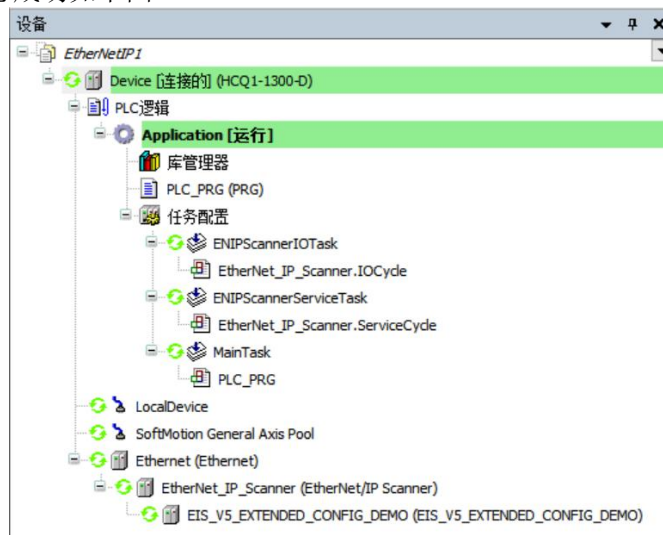 设备
EtherNetIP1
Device [连接的] (HCQ1-1300-D)
PLC逻辑
Application [运行]
库管理器
PLC_PRG (PRG)
任务配置
ENIPScannerIOTask
EtherNet_IP_Scanner.IOCycle
ENIPScannerServiceTask
EtherNet_IP_Scanner.ServiceCycle
MainTask
PLC_PRG
LocalDevice
SoftMotion General Axis Pool
Ethernet (Ethernet)
EtherNet_IP_Scanner (EtherNet/IP Scanner)
EIS_V5_EXTENDED_CONFIG_DEMO (EIS_V5_EXTENDED_CONFIG_DEMO)